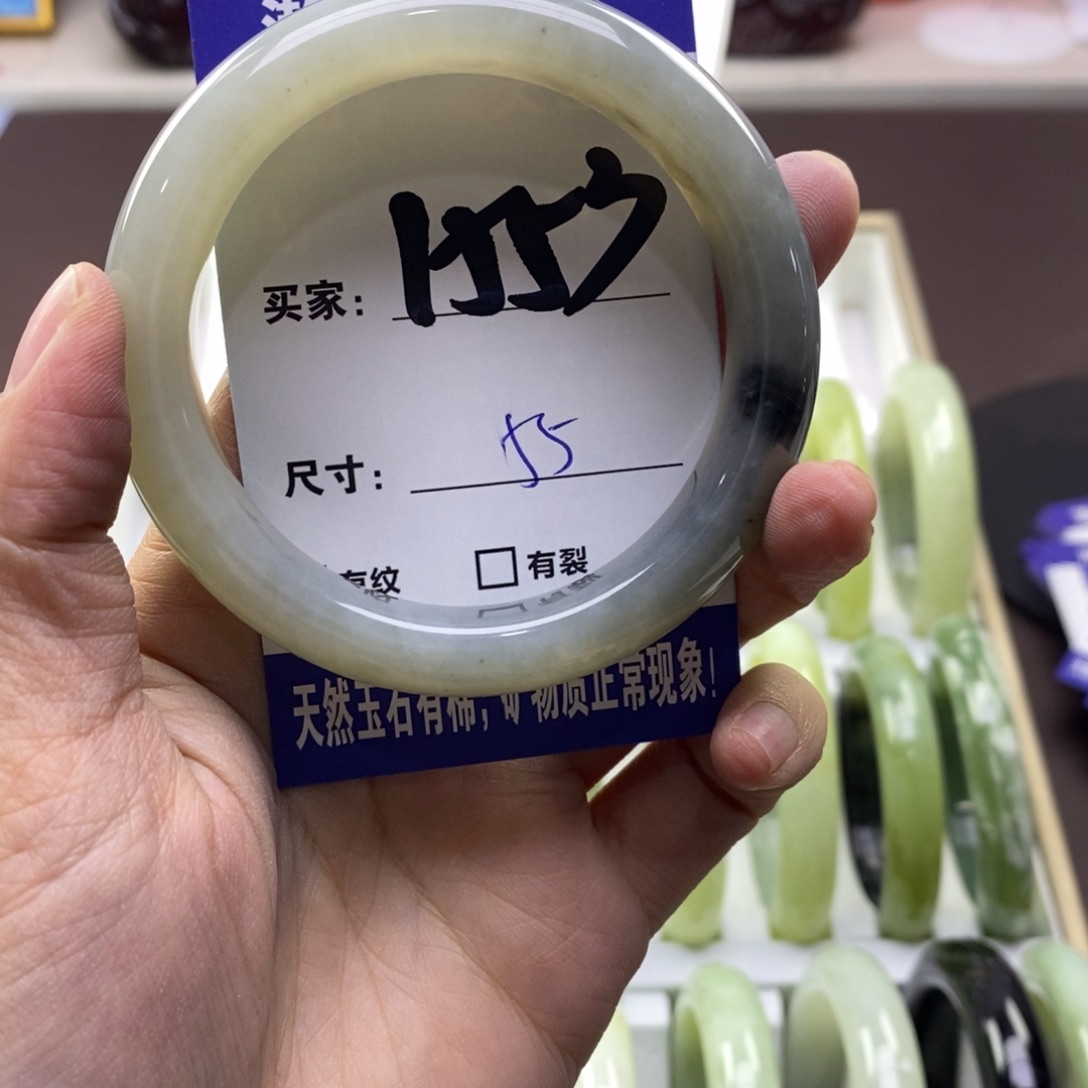 买家：
尺寸：55
有纹 □ 有裂
天然玉石有棉，矿物质正常现象！